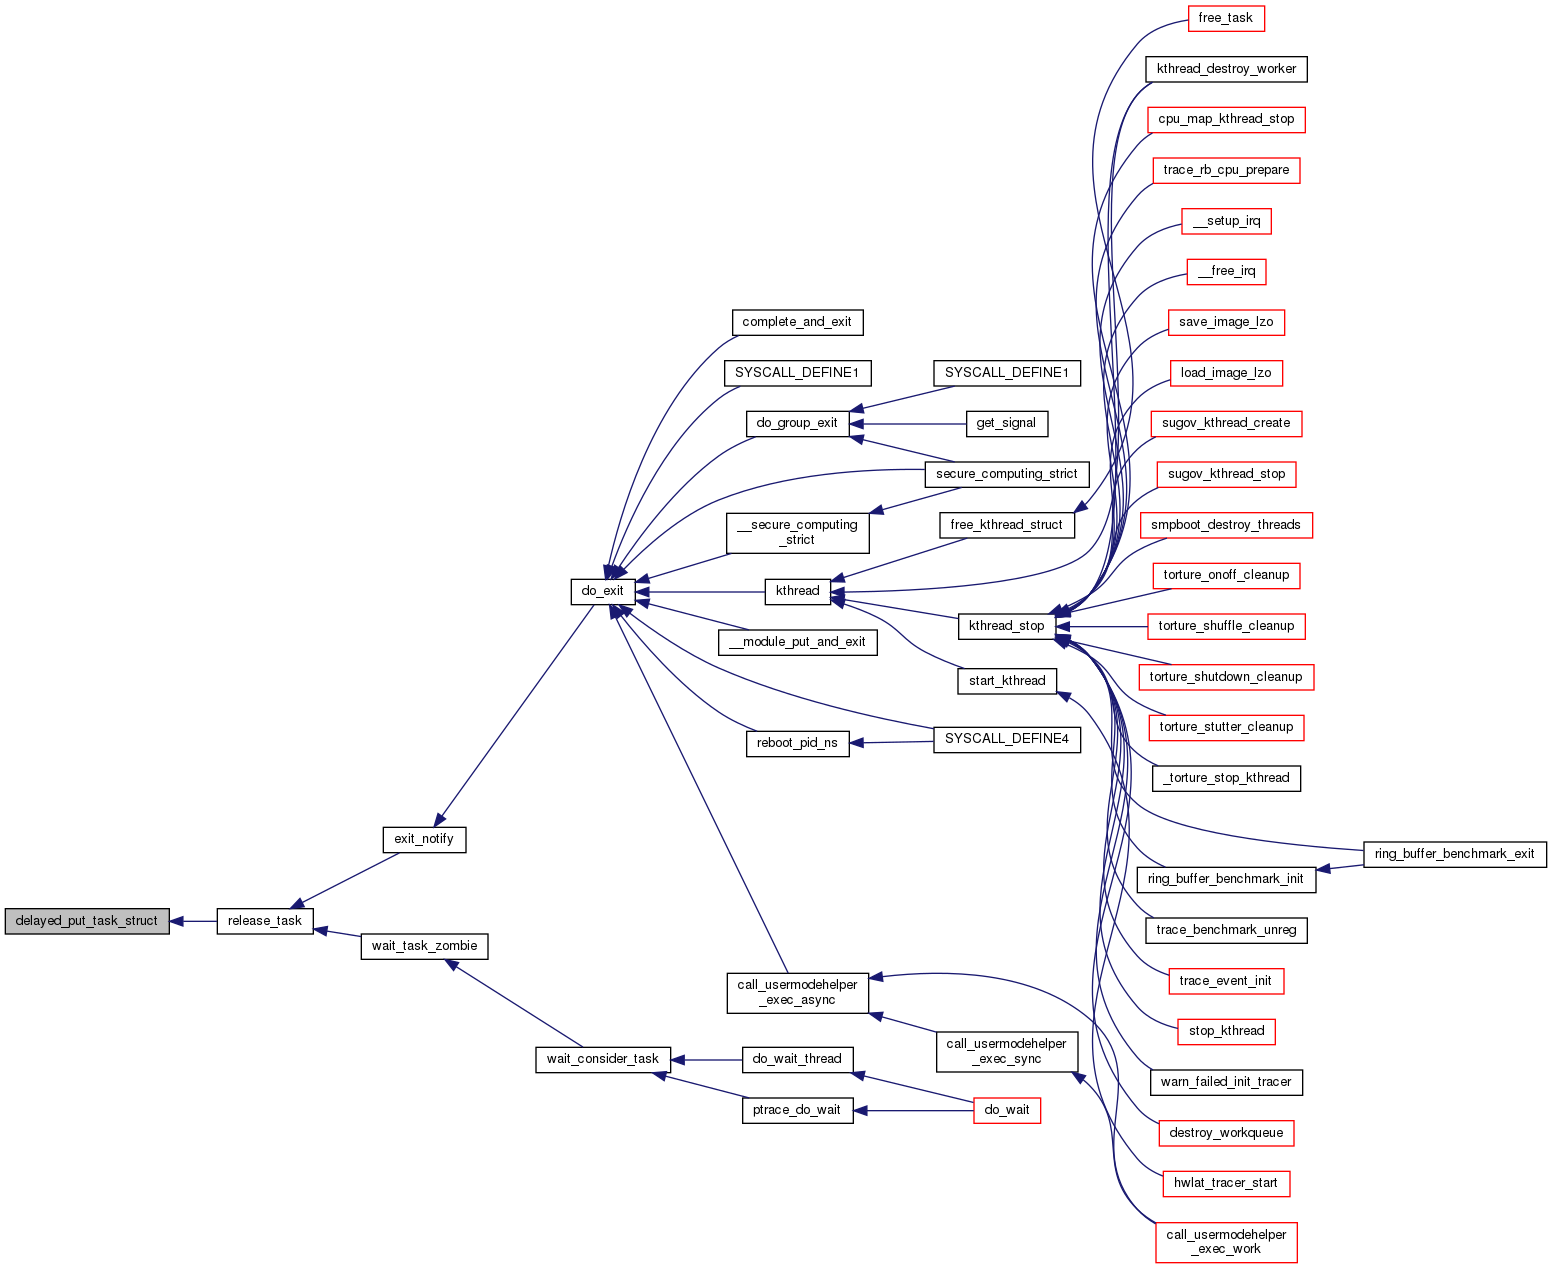 free_task
kthread_destroy_worker
cpu_map_kthread_stop
trace_rb_cpu_prepare
__setup_irq
__free_irq
save_image_lzo
complete_and_exit
load_image_lzo
SYSCALL_DEFINE1
SYSCALL_DEFINE1
do_group_exit
get_signal
sugov_kthread_create
secure_computing_strict
sugov_kthread_stop
__secure_computing
_strict
free_kthread_struct
smpboot_destroy_threads
torture_onoff_cleanup
do_exit
kthread
kthread_stop
torture_shuffle_cleanup
__module_put_and_exit
start_kthread
torture_shutdown_cleanup
torture_stutter_cleanup
reboot_pid_ns
SYSCALL_DEFINE4
_torture_stop_kthread
exit_notify
ring_buffer_benchmark_exit
ring_buffer_benchmark_init
delayed_put_task_struct
release_task
trace_benchmark_unreg
wait_task_zombie
trace_event_init
call_usermodehelper
_exec_async
stop_kthread
call_usermodehelper
_exec_sync
wait_consider_task
do_wait_thread
warn_failed_init_tracer
ptrace_do_wait
do_wait
destroy_workqueue
hwlat_tracer_start
call_usermodehelper
_exec_work